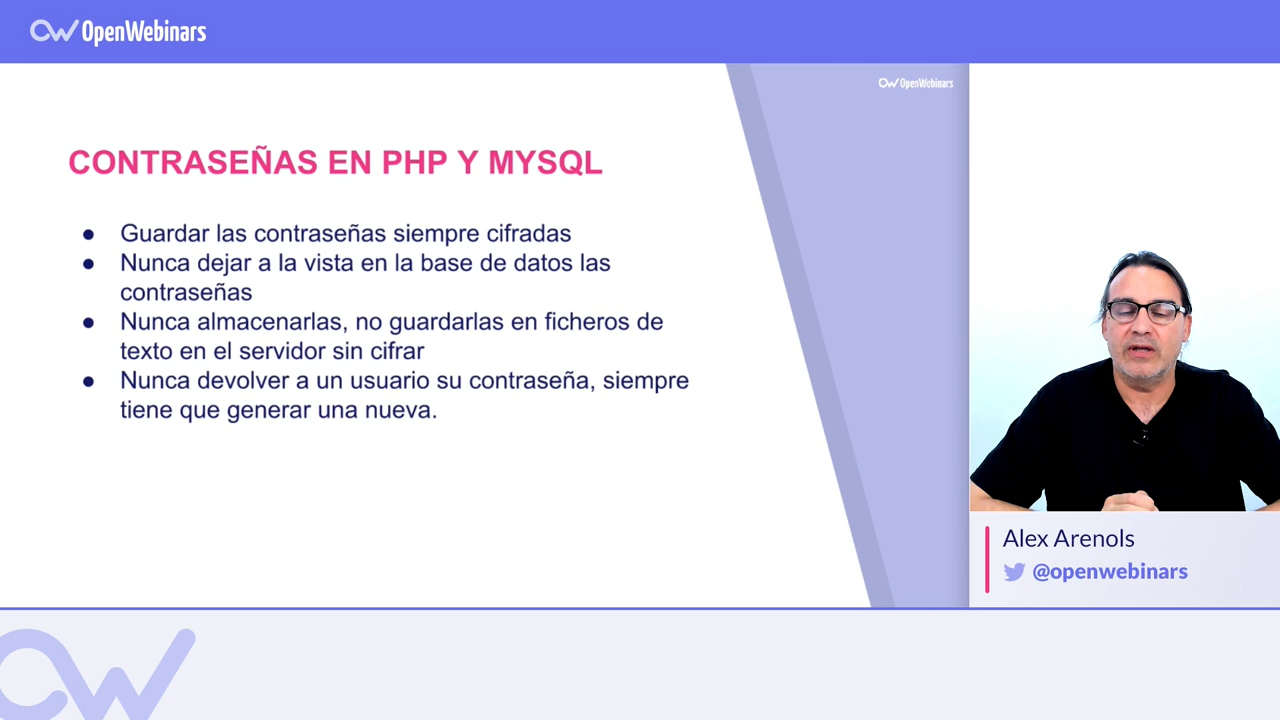 OpenWebinars
OpenWebinars
CONTRASEÑAS EN PHP Y MYSQL
● Guardar las contraseñas siempre cifradas
● Nunca dejar a la vista en la base de datos las
contraseñas
● Nunca almacenarlas, no guardarlas en ficheros de
texto en el servidor sin cifrar
● Nunca devolver a un usuario su contraseña, siempre
tiene que generar una nueva.
Alex Arenols
@openwebinars